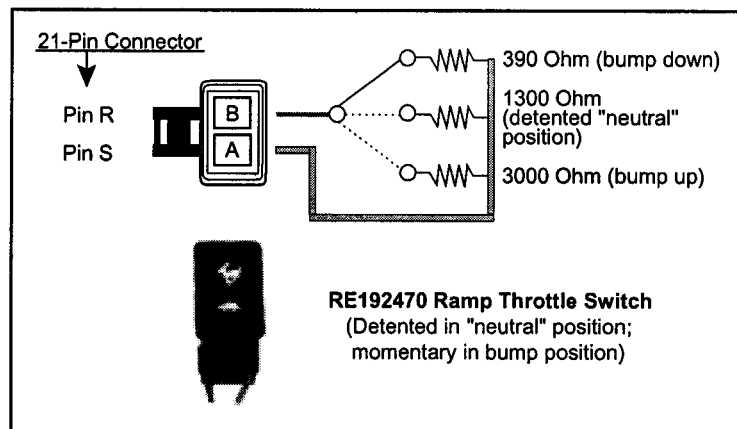 21-Pin Connector
Pin R
Pin S
B
A
390 Ohm (bump down)
1300 Ohm
(detented "neutral"
position)
3000 Ohm (bump up)
RE192470 Ramp Throttle Switch
(Detented in "neutral" position;
momentary in bump position)